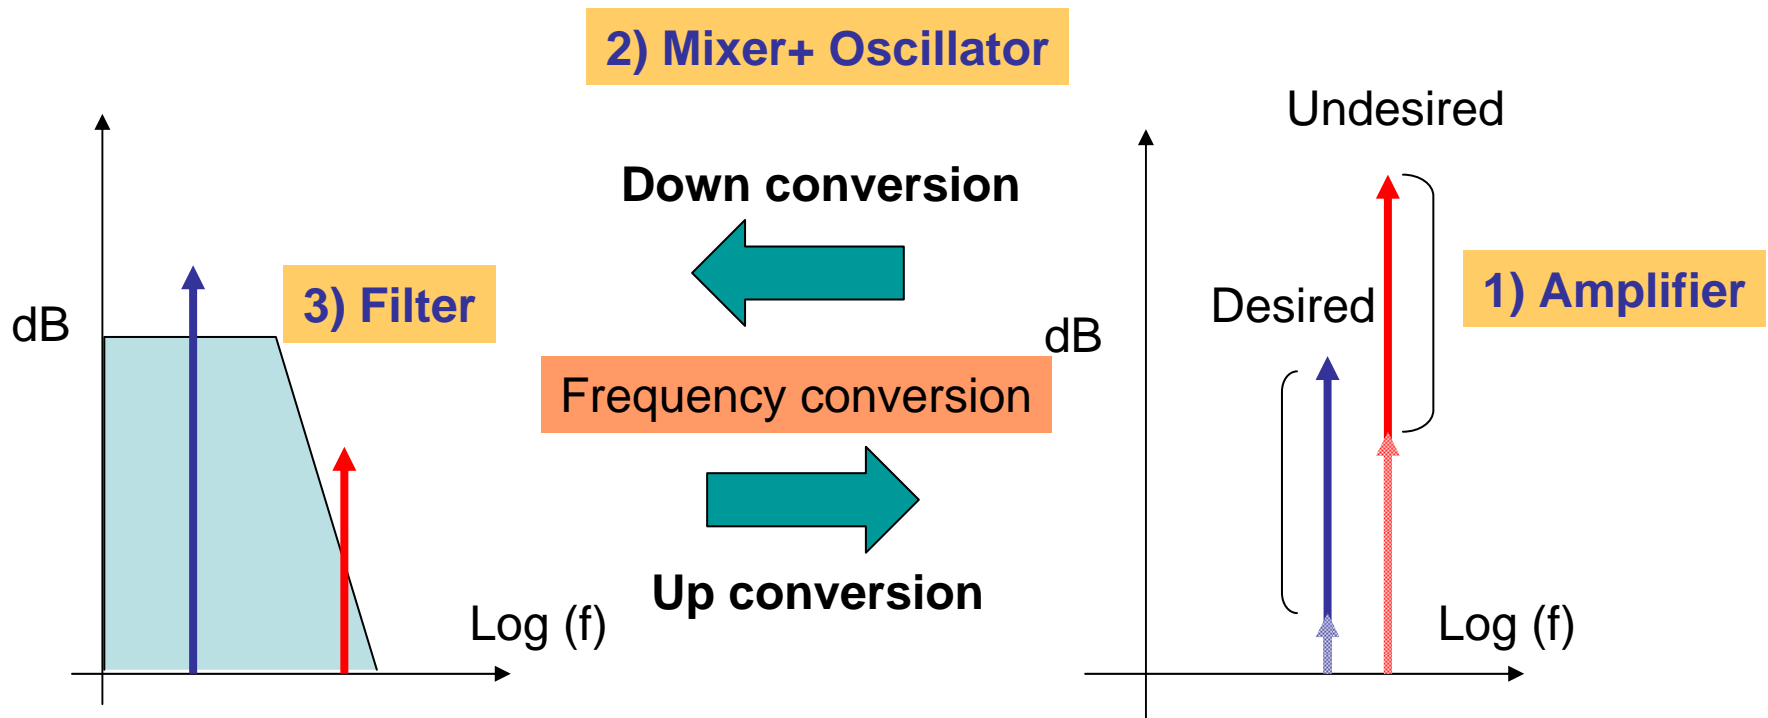 2) Mixer+ Oscillator
Undesired
Down conversion
3) Filter
Desired
1) Amplifier
dB
dB
Frequency conversion
Up conversion
Log (f)
Log (f)